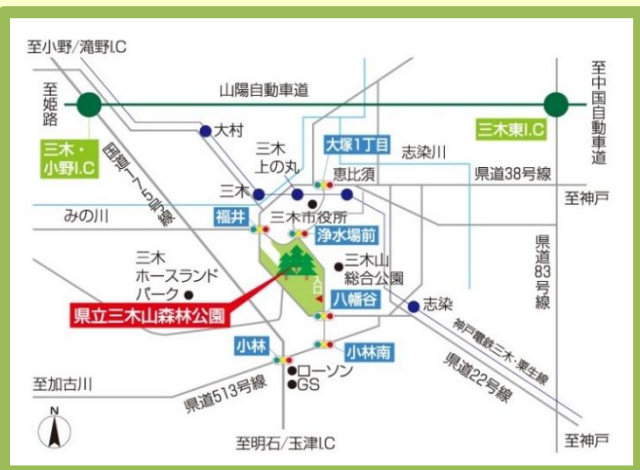 至小野/滝野I.C
至姫路
山陽自動車道
至中国自動車道
三木・
小野I.C
大村
三木
上の丸
大塚1丁目
志染川
三木東I.C
国道175号線
恵比須
県道38号線
三木
至神戸
みの川
福井
三木市役所
浄水場前
県道83号線
三木
ホースランド
パーク
三木山
総合公園
入口
八幡谷
県立三木山森林公園
志染
神戸電鉄三木・粟生線
小林
小林南
県道22号線
ローソン
GS
至加古川
県道513号線
N
至明石/玉津I.C
至神戸